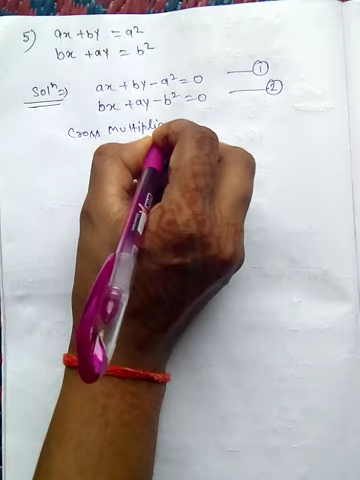 5) ax + by = a²
bx + ay = b²
Solⁿ⇒ ax + by - a² = 0 —— ①
bx + ay - b² = 0 —— ②
Cross